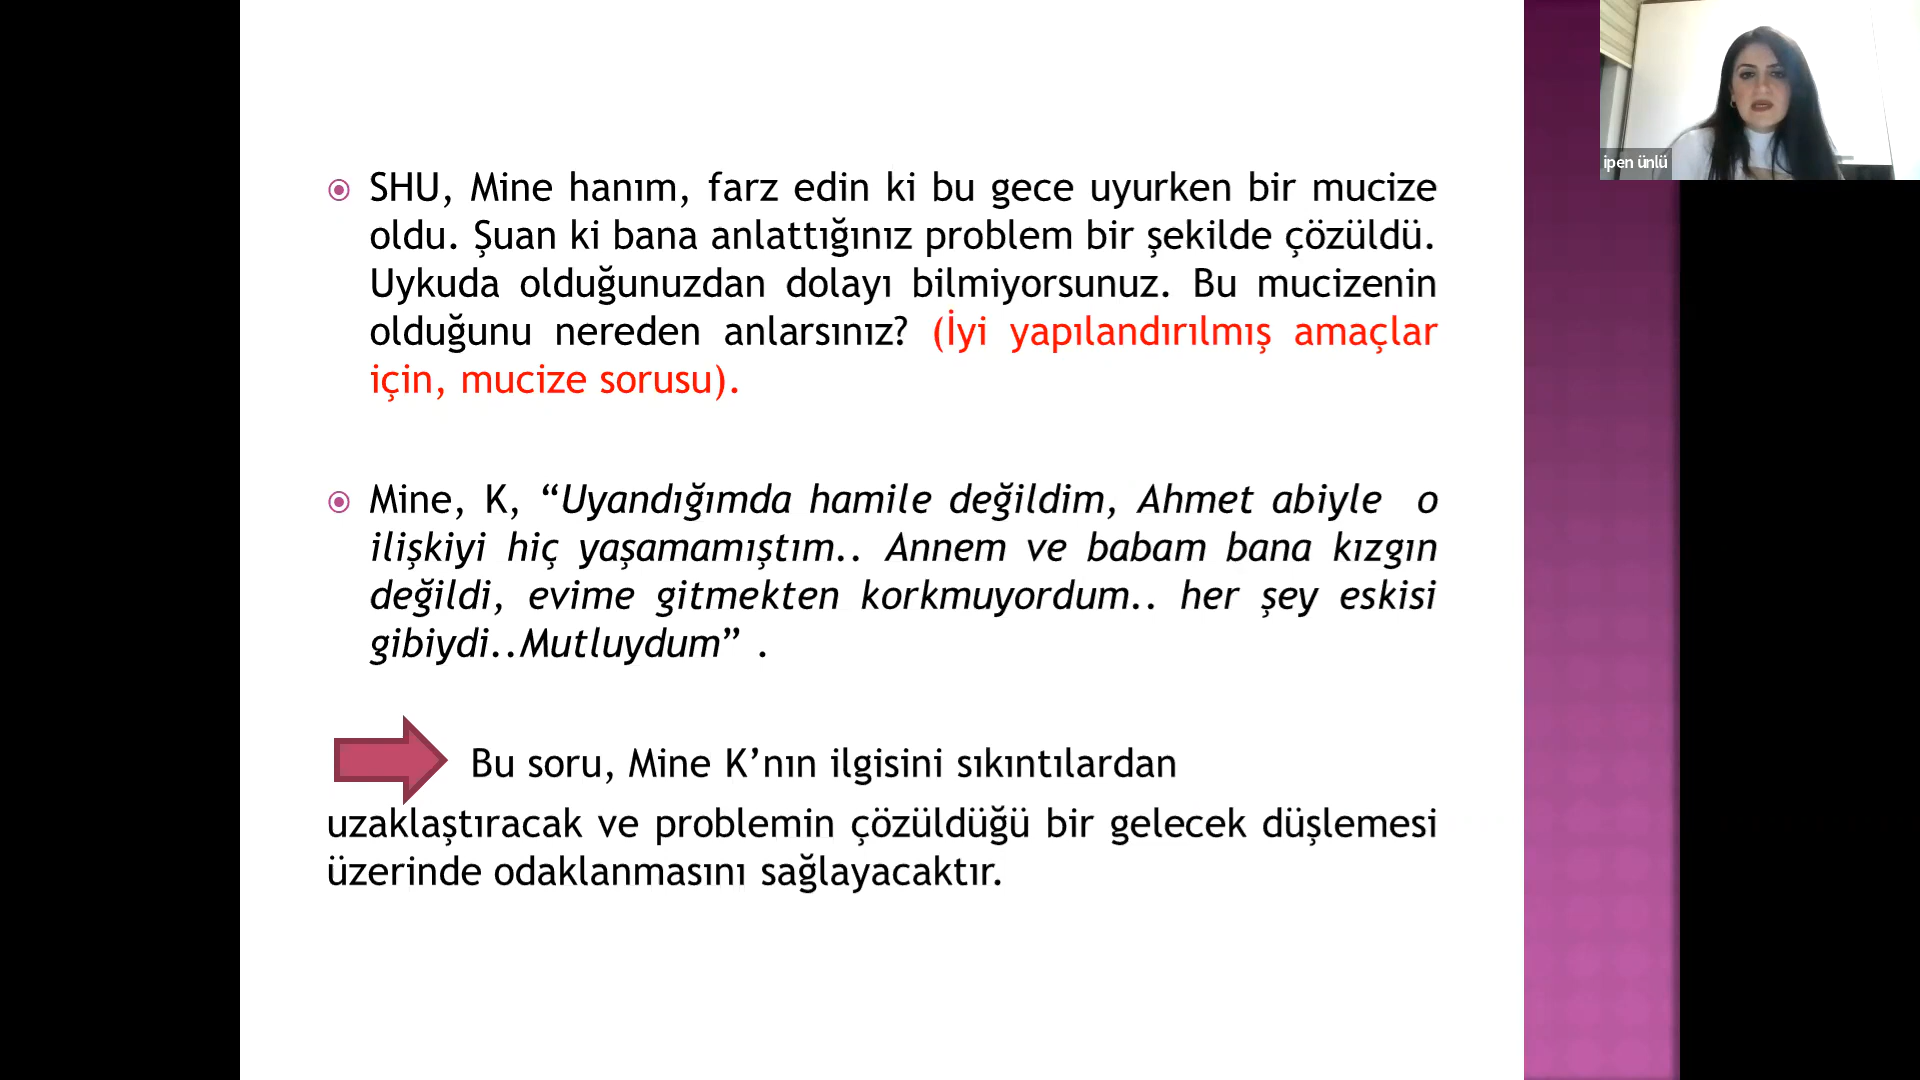 SHU, Mine hanım, farz edin ki bu gece uyurken bir mucize
oldu. Şuan ki bana anlattığınız problem bir şekilde çözüldü.
Uykuda olduğunuzdan dolayı bilmiyorsunuz. Bu mucizenin
olduğunu nereden anlarsınız? (İyi yapılandırılmış amaçlar
için, mucize sorusu).
Mine, K, “Uyandığımda hamile değildim, Ahmet abiyle o
ilişkiyi hiç yaşamamıştım.. Annem ve babam bana kızgın
değildi, evime gitmekten korkmuyordum.. her şey eskisi
gibiydi..Mutluydum” .
Bu soru, Mine K’nın ilgisini sıkıntılardan
uzaklaştıracak ve problemin çözüldüğü bir gelecek düşlemesi
üzerinde odaklanmasını sağlayacaktır.
ipen ünlü